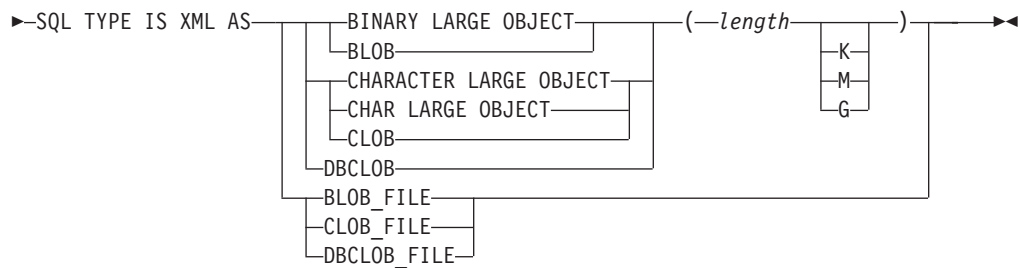 SQL TYPE IS XML AS BINARY LARGE OBJECT ( length )
BLOB K
CHARACTER LARGE OBJECT M
CHAR LARGE OBJECT G
CLOB
DBCLOB
BLOB_FILE
CLOB_FILE
DBCLOB_FILE